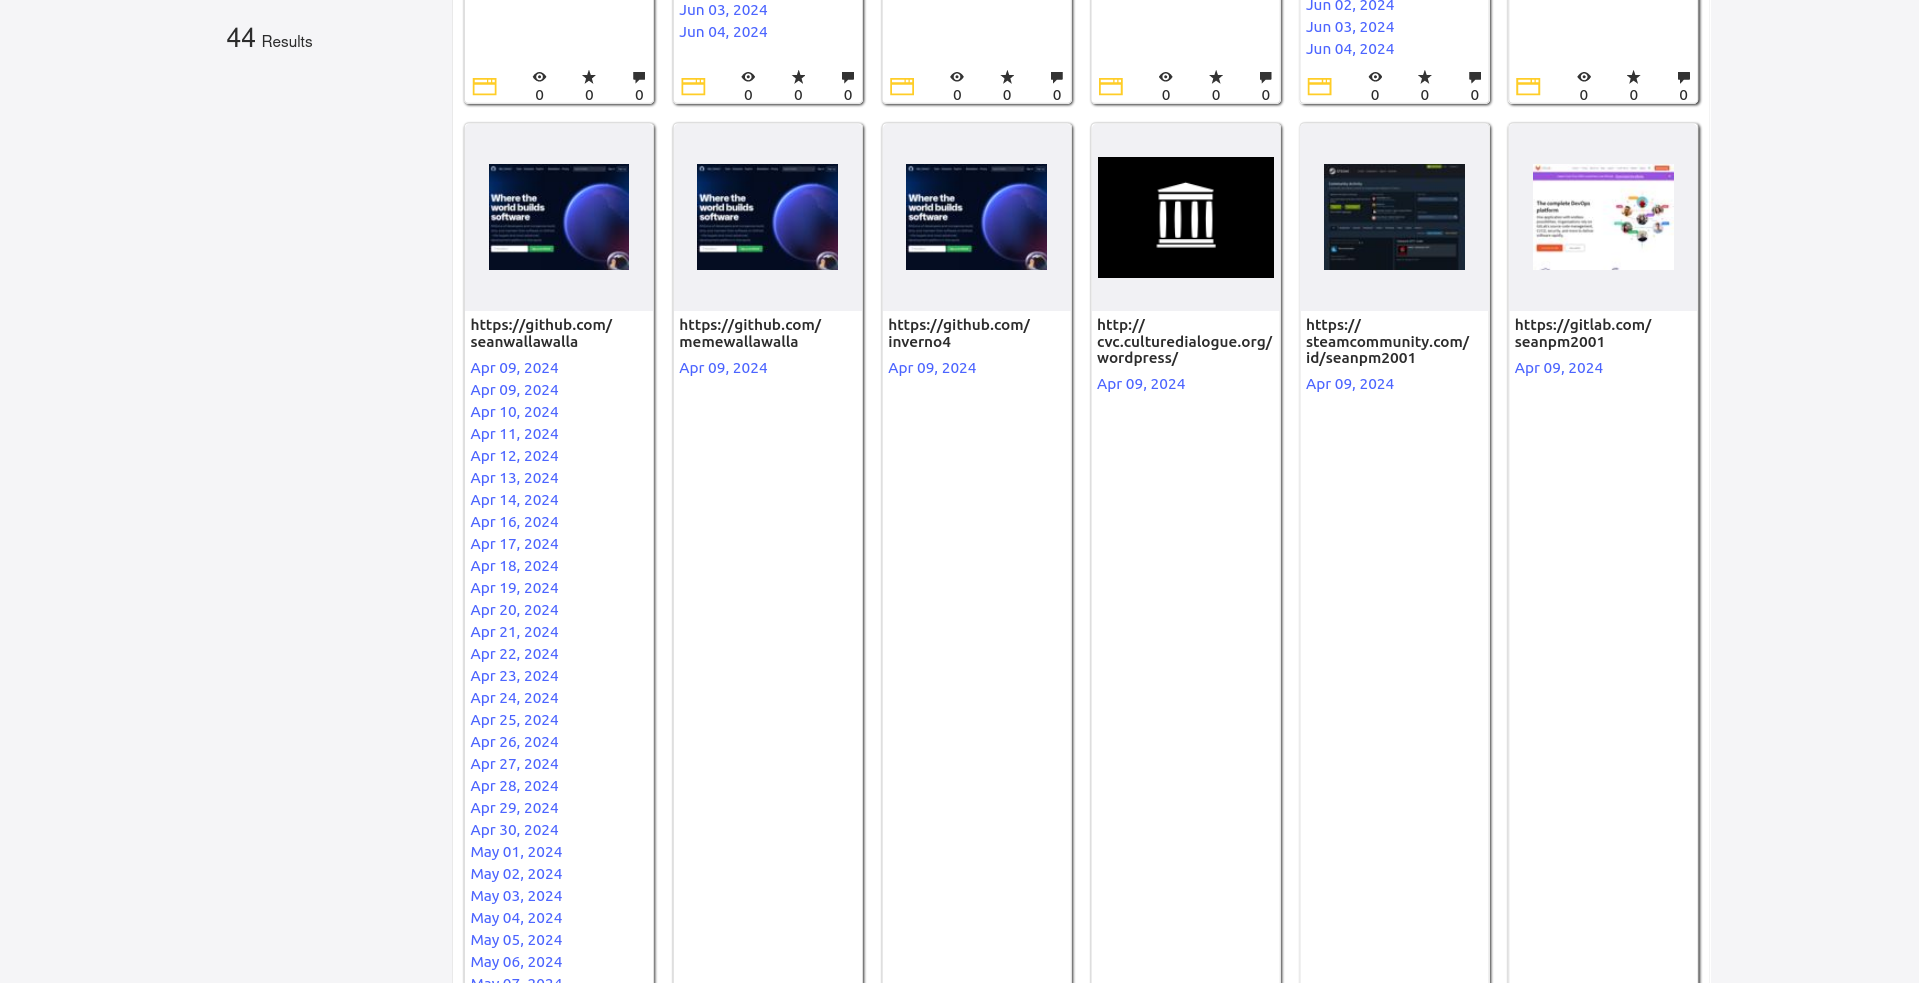 44 Results
Jun 03, 2024
Jun 04, 2024
Jun 02, 2024
Jun 03, 2024
Jun 04, 2024
0 0 0
0 0 0
0 0 0
0 0 0
0 0 0
0 0 0
Where the
world builds
software
https://github.com/
seanwallawalla
Apr 09, 2024
Apr 09, 2024
Apr 10, 2024
Apr 11, 2024
Apr 12, 2024
Apr 13, 2024
Apr 14, 2024
Apr 16, 2024
Apr 17, 2024
Apr 18, 2024
Apr 19, 2024
Apr 20, 2024
Apr 21, 2024
Apr 22, 2024
Apr 23, 2024
Apr 24, 2024
Apr 25, 2024
Apr 26, 2024
Apr 27, 2024
Apr 28, 2024
Apr 29, 2024
Apr 30, 2024
May 01, 2024
May 02, 2024
May 03, 2024
May 04, 2024
May 05, 2024
May 06, 2024
May 07, 2024
Where the
world builds
software
https://github.com/
memewallawalla
Apr 09, 2024
Where the
world builds
software
https://github.com/
inverno4
Apr 09, 2024
http://
cvc.culturedialogue.org/
wordpress/
Apr 09, 2024
https://
steamcommunity.com/
id/seanpm2001
Apr 09, 2024
The complete DevOps
platform
https://gitlab.com/
seanpm2001
Apr 09, 2024